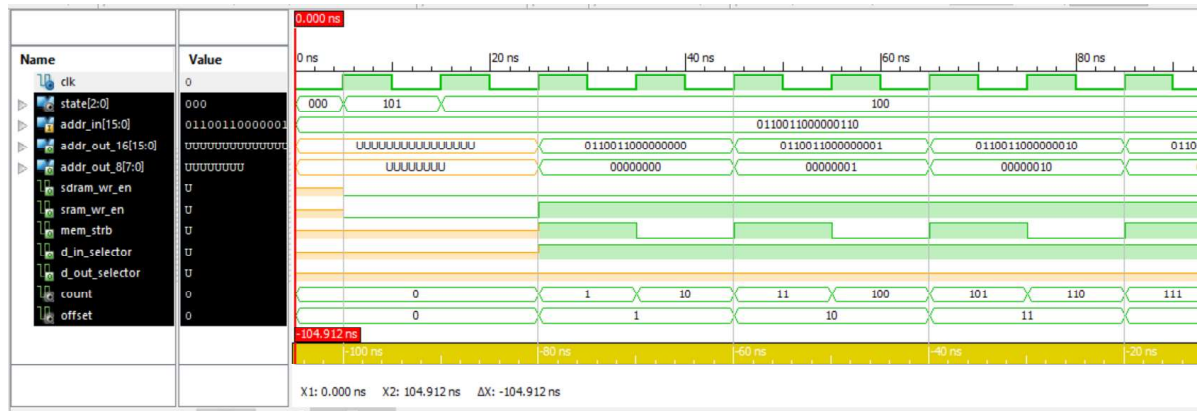 0.000 ns
Name Value 0 ns 20 ns 40 ns 60 ns 80 ns
clk 0
state[2:0] 000 000 101 100
addr_in[15:0] 01100110000001 0110011000000110
addr_out_16[15:0] UUUUUUUUUUUUUUUU 0110011000000000 0110011000000001 0110011000000010 0110
addr_out_8[7:0] UUUUUUUU UUUUUUUU 00000000 00000001 00000010
sdram_wr_en U
sram_wr_en U
mem_strb U
d_in_selector U
d_out_selector U
count 0 0 1 10 11 100 101 110 111
offset 0 0 1 10 11
-104.912 ns
-100 ns -80 ns -60 ns -40 ns -20 ns
X1: 0.000 ns X2: 104.912 ns ΔX: -104.912 ns